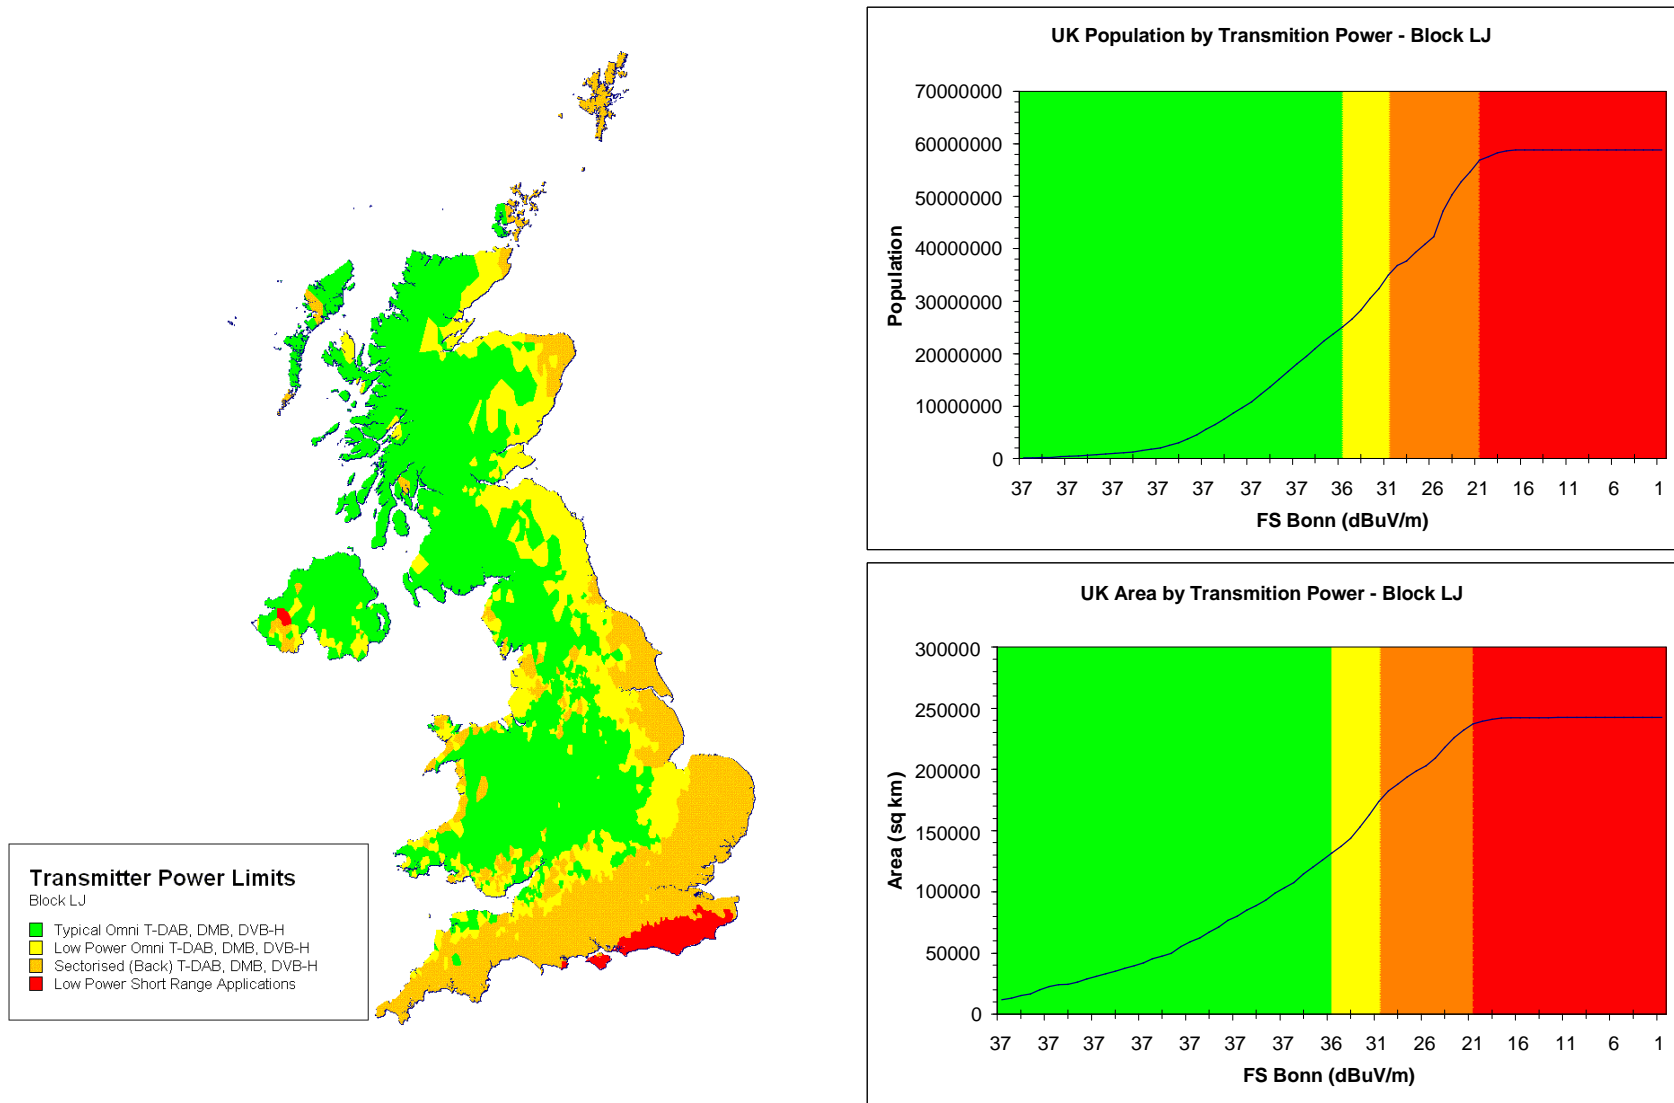 Transmitter Power Limits
Block LJ
Typical Omni T-DAB, DMB, DVB-H
Low Power Omni T-DAB, DMB, DVB-H
Sectorised (Back) T-DAB, DMB, DVB-H
Low Power Short Range Applications
UK Population by Transmition Power - Block LJ
70000000
60000000
50000000
40000000
30000000
20000000
10000000
0
Population
37 37 37 37 37 37 37 36 31 26 21 16 11 6 1
FS Bonn (dBuV/m)
UK Area by Transmition Power - Block LJ
300000
250000
200000
150000
100000
50000
0
Area (sq km)
37 37 37 37 37 37 37 36 31 26 21 16 11 6 1
FS Bonn (dBuV/m)